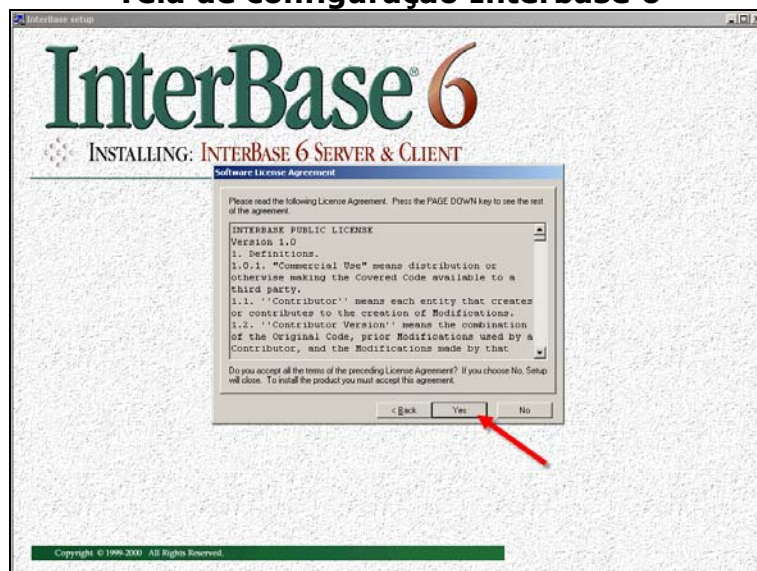 Tela de configuração Interbase 6
InterBase setup
InterBase® 6
INSTALLING: INTERBASE 6 SERVER & CLIENT
Software License Agreement
Please read the following License Agreement. Press the PAGE DOWN key to see the rest
of the agreement.
INTERBASE PUBLIC LICENSE
Version 1.0
1. Definitions.
1.0.1. "Commercial Use" means distribution or
otherwise making the Covered Code available to a
third party.
1.1. ''Contributor'' means each entity that creates
or contributes to the creation of Modifications.
1.2. ''Contributor Version'' means the combination
of the Original Code, prior Modifications used by a
Contributor, and the Modifications made by that
Do you accept all the terms of the preceding License Agreement? If you choose No, Setup
will close. To install the product you must accept this agreement.
< Back Yes No
Copyright © 1999-2000 All Rights Reserved.